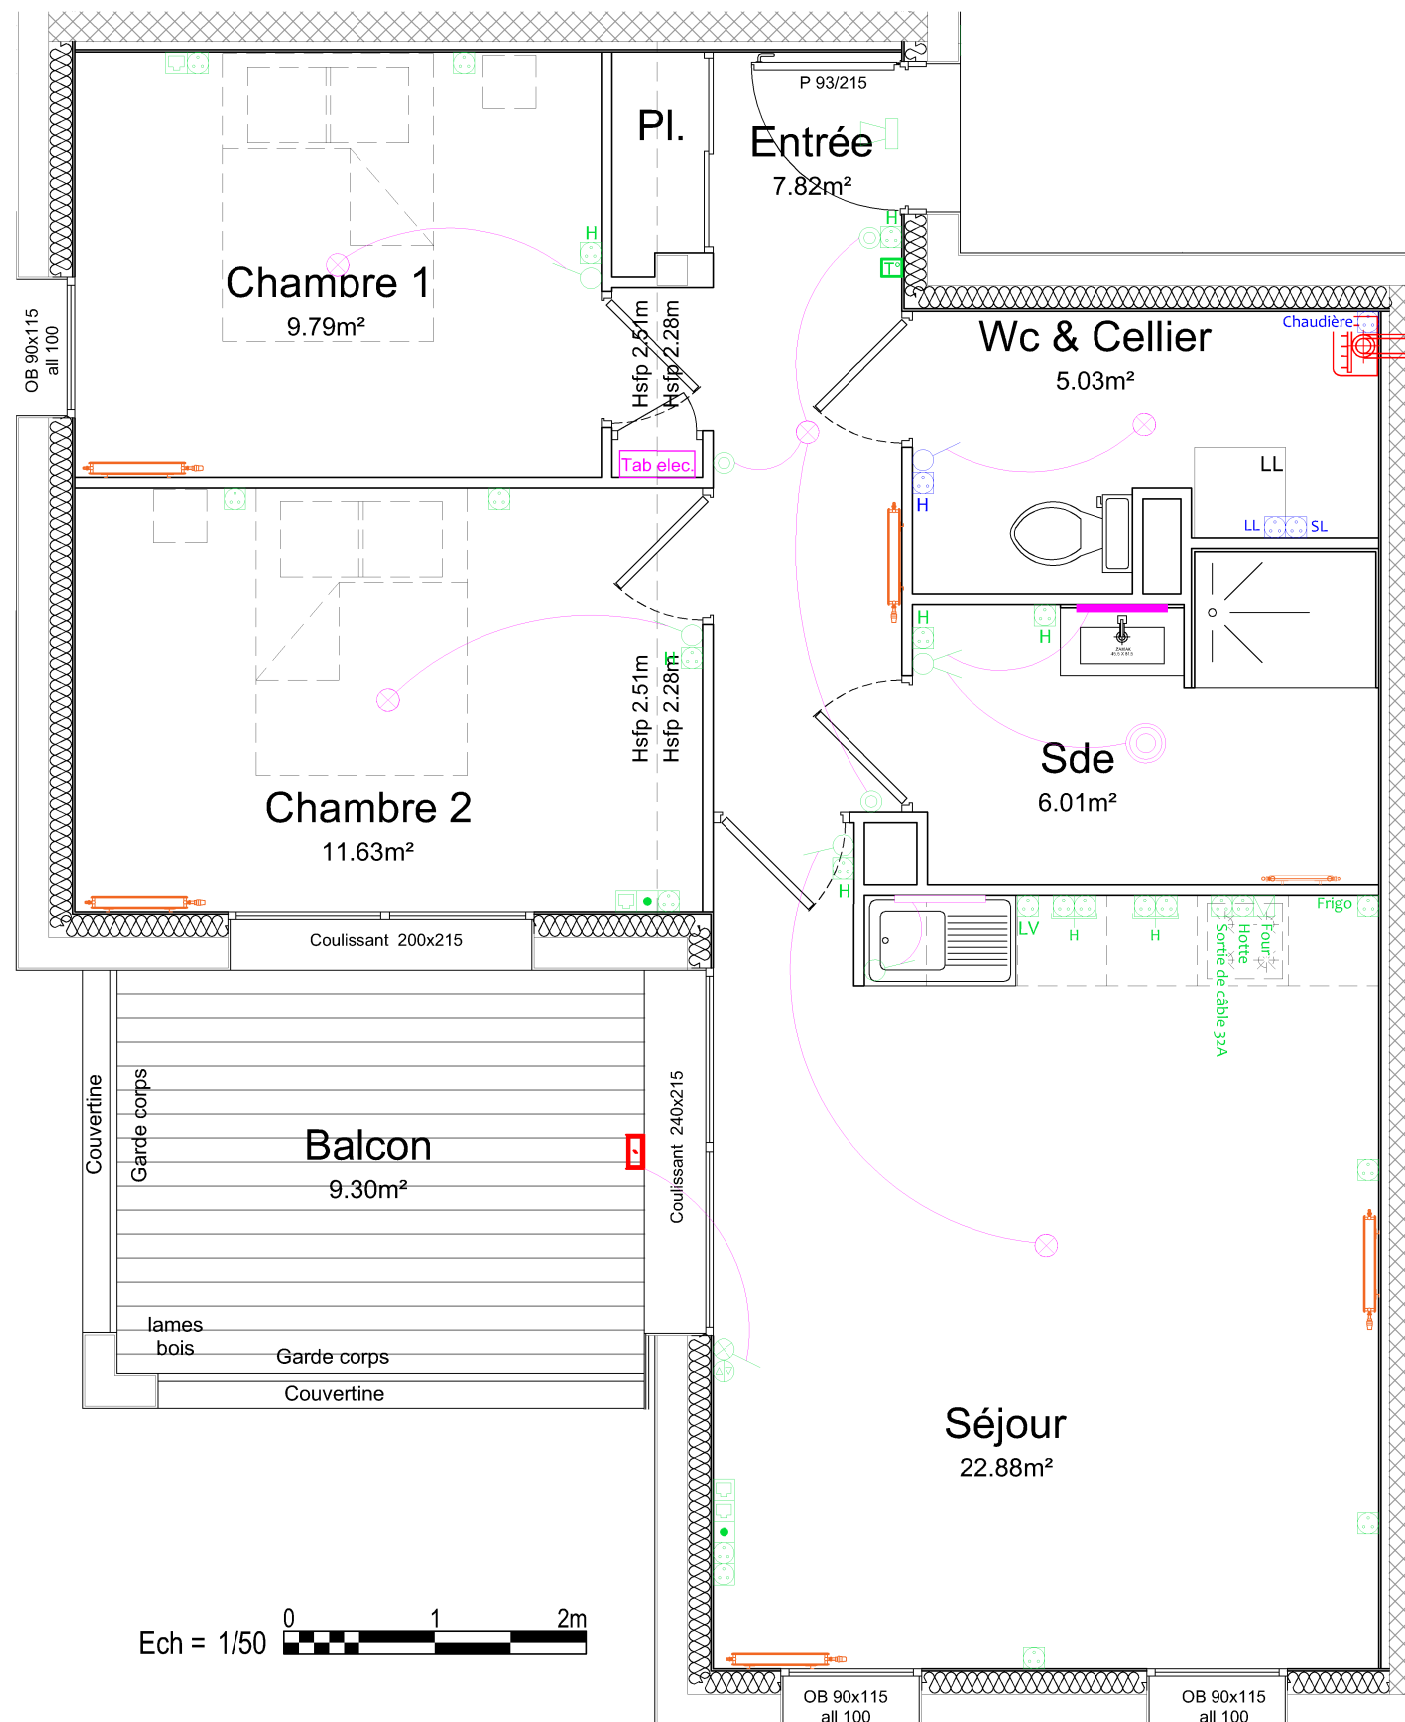 P 93/215
Pl.
Entrée
7.82m²
H
H
T°
Chambre 1
9.79m²
OB 90x115
all 100
Hsfp 2.51m
Hsfp 2.28m
Wc & Cellier
5.03m²
Chaudière
Tab elec.
LL
LL
SL
H
H
H
H
Hsfp 2.51m
Hsfp 2.28m
Chambre 2
11.63m²
Sde
6.01m²
H
Coulissant 200x215
LV
H
H
Sortie de câble 32A
Hotte
Four
Frigo
Couvertine
Garde corps
Balcon
9.30m²
Coulissant 240x215
lames
bois
Garde corps
Couvertine
Séjour
22.88m²
Ech = 1/50
0 1 2m
OB 90x115
all 100
OB 90x115
all 100